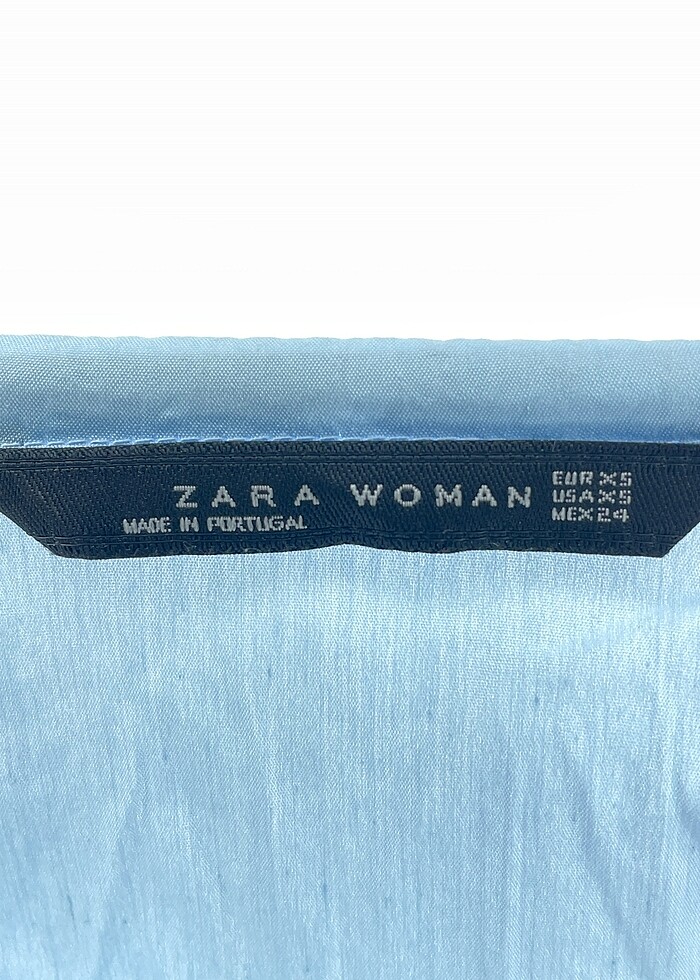 ZARA WOMAN
MADE IN PORTUGAL
EUR XS
USA XS
MEX 24